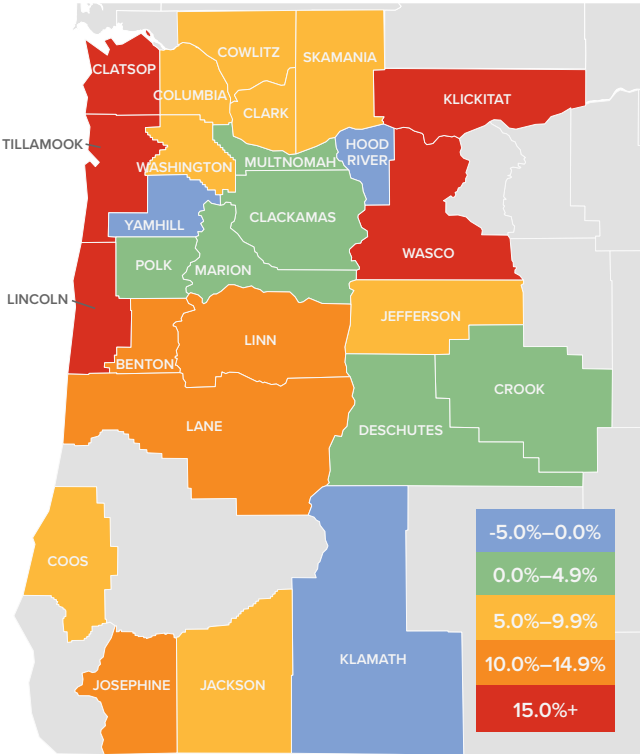 COWLITZ
SKAMANIA
CLATSOP
COLUMBIA
KLICKITAT
CLARK
TILLAMOOK
HOOD
RIVER
WASHINGTON
MULTNOMAH
YAMHILL
CLACKAMAS
WASCO
POLK
MARION
LINCOLN
JEFFERSON
LINN
BENTON
CROOK
LANE
DESCHUTES
-5.0%–0.0%
COOS
0.0%–4.9%
5.0%–9.9%
KLAMATH
10.0%–14.9%
JOSEPHINE
JACKSON
15.0%+